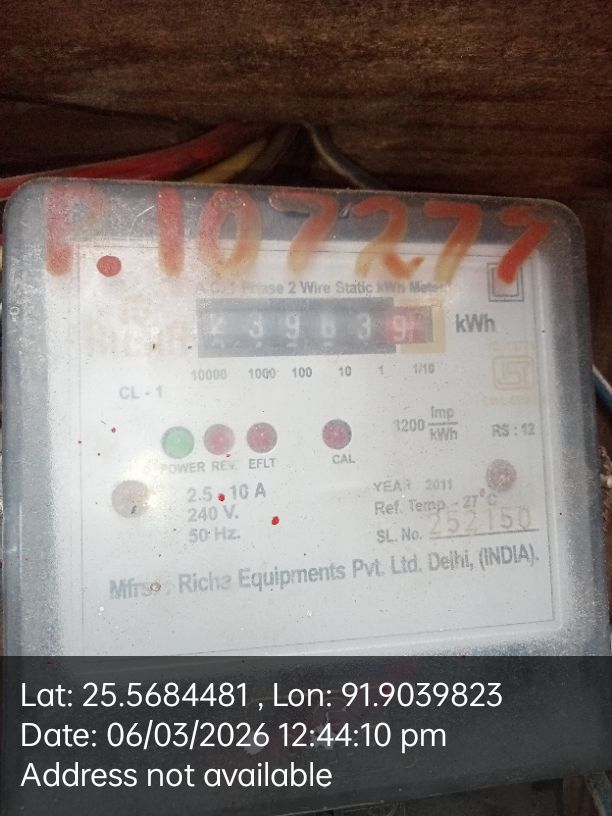 P.107277
A.C. 1 Phase 2 Wire Static kWh Meter
2 3 9 6 3 9 kWh
10000 1000 100 10 1 1/10
CL - 1
3200 Imp/kWh
RS : 12
POWER REV. EFLT CAL
2.5 - 10 A
240 V.
50 Hz.
YEAR 2011
Ref. Temp. - 27°C
SL. No. 252150
Richa Equipments Pvt. Ltd. Delhi, (INDIA).
Lat: 25.5684481 , Lon: 91.9039823
Date: 06/03/2026 12:44:10 pm
Address not available